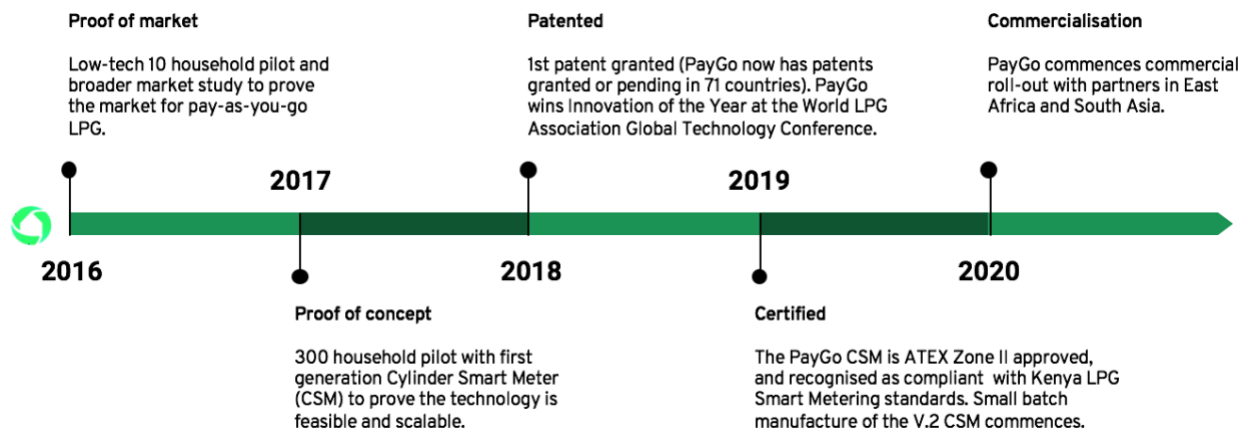 Proof of market
Low-tech 10 household pilot and
broader market study to prove
the market for pay-as-you-go
LPG.
Patented
1st patent granted (PayGo now has patents
granted or pending in 71 countries). PayGo
wins Innovation of the Year at the World LPG
Association Global Technology Conference.
Commercialisation
PayGo commences commercial
roll-out with partners in East
Africa and South Asia.
2017
2019
2016
2018
2020
Proof of concept
300 household pilot with first
generation Cylinder Smart Meter
(CSM) to prove the technology is
feasible and scalable.
Certified
The PayGo CSM is ATEX Zone II approved,
and recognised as compliant with Kenya LPG
Smart Metering standards. Small batch
manufacture of the V.2 CSM commences.